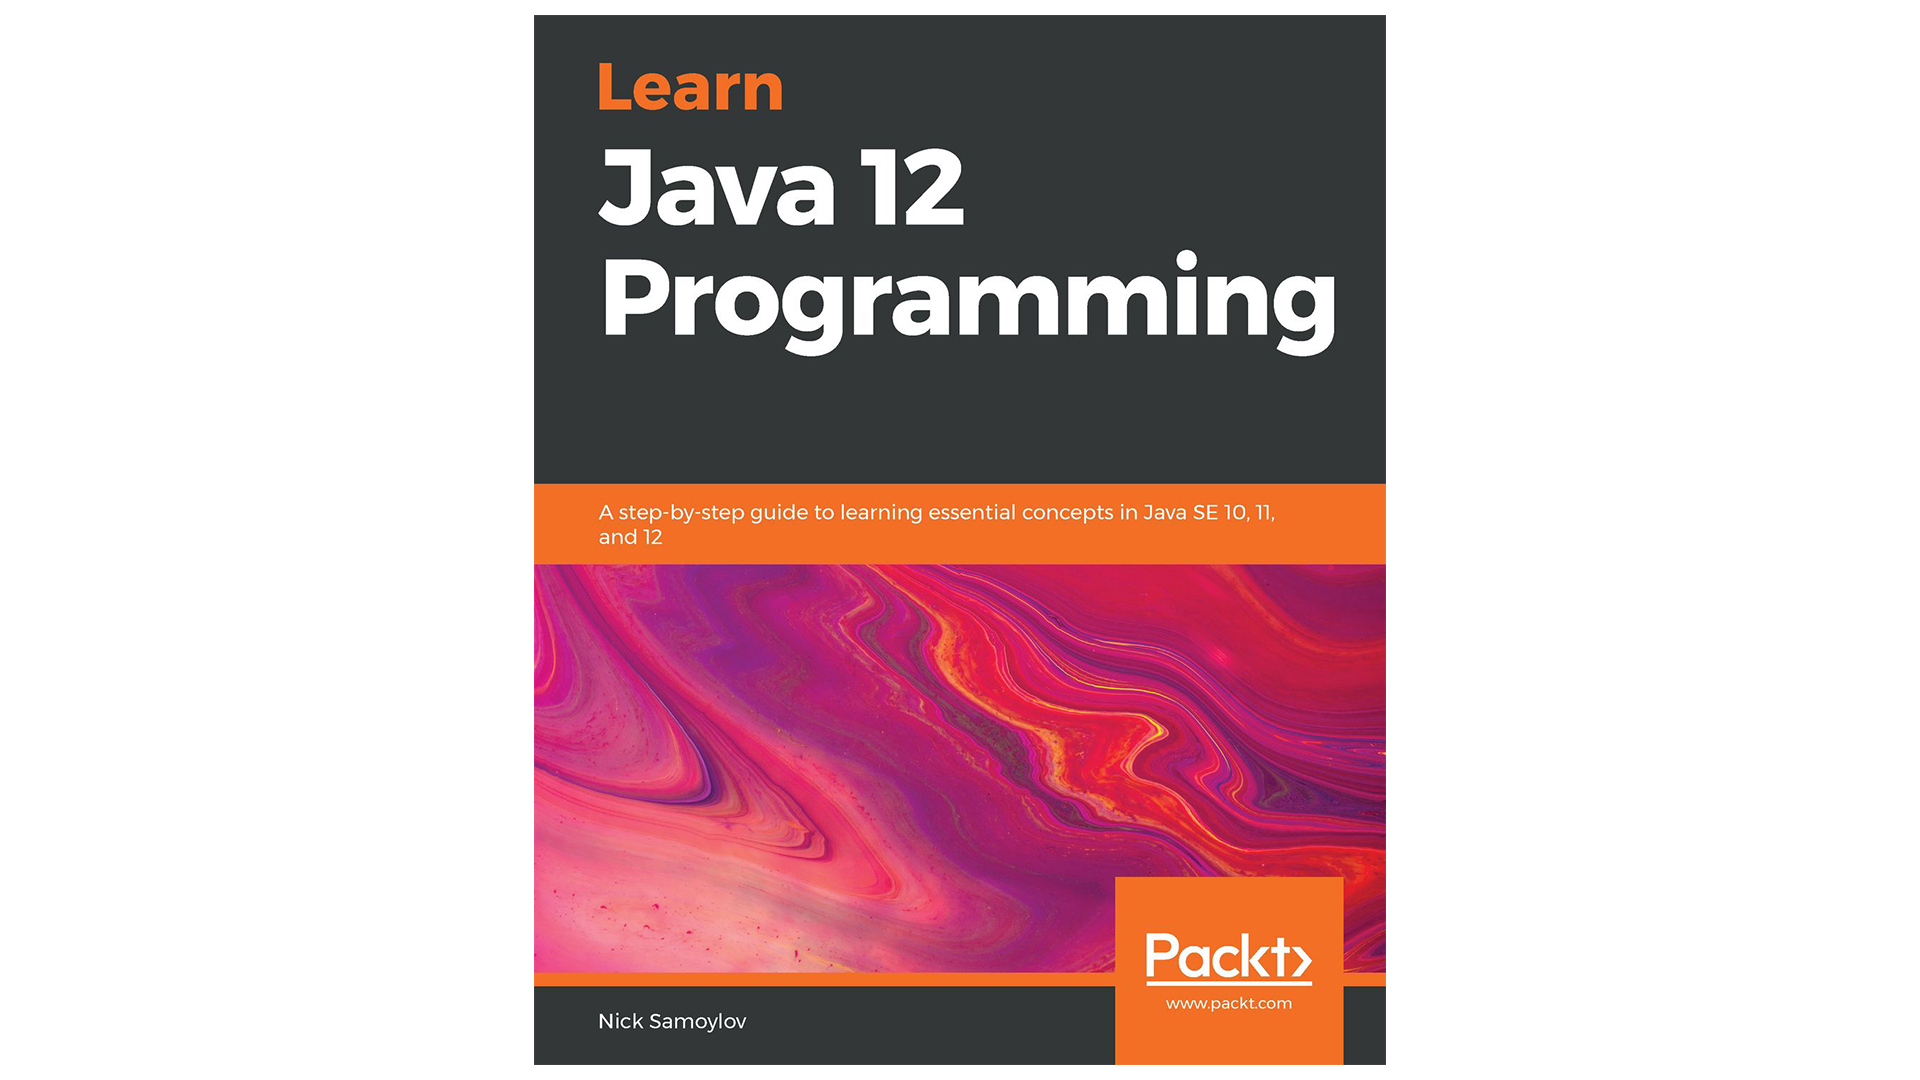 Learn
Java 12
Programming
A step-by-step guide to learning essential concepts in Java SE 10, 11,
and 12
Packt>
www.packt.com
Nick Samoylov